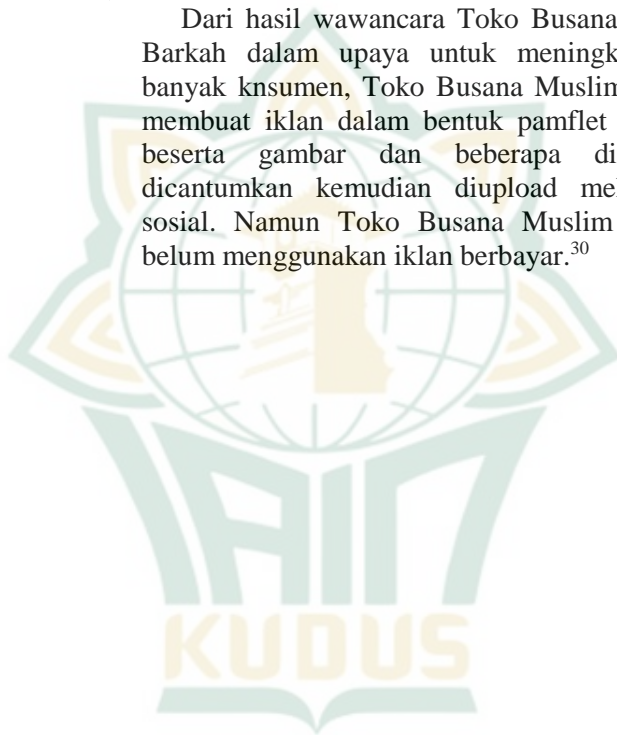 Dari hasil wawancara Toko Busana
Barkah dalam upaya untuk meningk
banyak knsumen, Toko Busana Muslim
membuat iklan dalam bentuk pamflet
beserta gambar dan beberapa di
dicantumkan kemudian diupload me
sosial. Namun Toko Busana Muslim
belum menggunakan iklan berbayar.30
IAIN
KUDUS